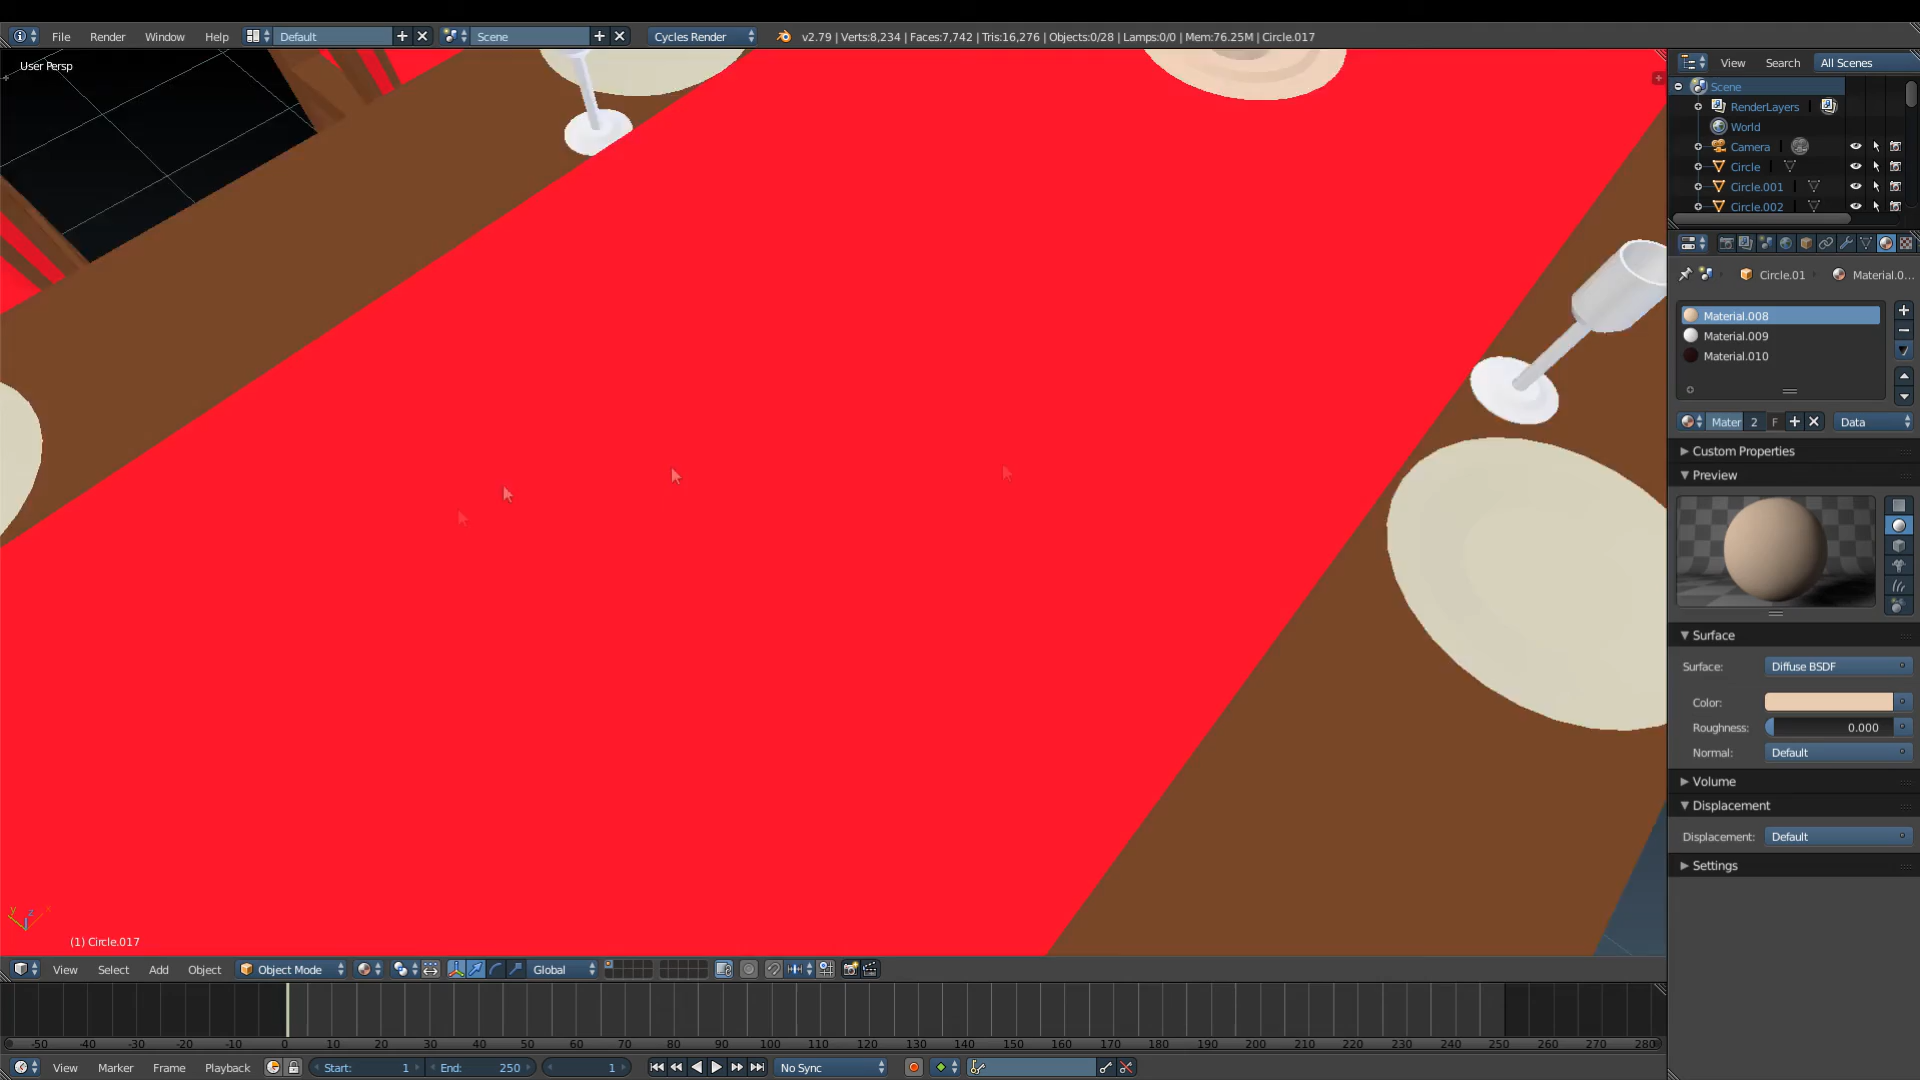 File Render Window Help Default Scene Cycles Render v2.79 | Verts:8,234 | Faces:7,742 | Tris:16,276 | Objects:0/28 | Lamps:0/0 | Mem:76.25M | Circle.017
User Persp
View Search All Scenes
Scene
RenderLayers
World
Camera
Circle
Circle.001
Circle.002
Circle.01 Material.0...
Material.008
Material.009
Material.010
Mater 2 F Data
Custom Properties
Preview
Surface
Surface: Diffuse BSDF
Color:
Roughness: 0.000
Normal: Default
Volume
Displacement
Displacement: Default
Settings
y z x
(1) Circle.017
View Select Add Object Object Mode Global
-50 -40 -30 -20 -10 0 10 20 30 40 50 60 70 80 90 100 110 120 130 140 150 160 170 180 190 200 210 220 230 240 250 260 270 280
View Marker Frame Playback Start: 1 End: 250 1 No Sync